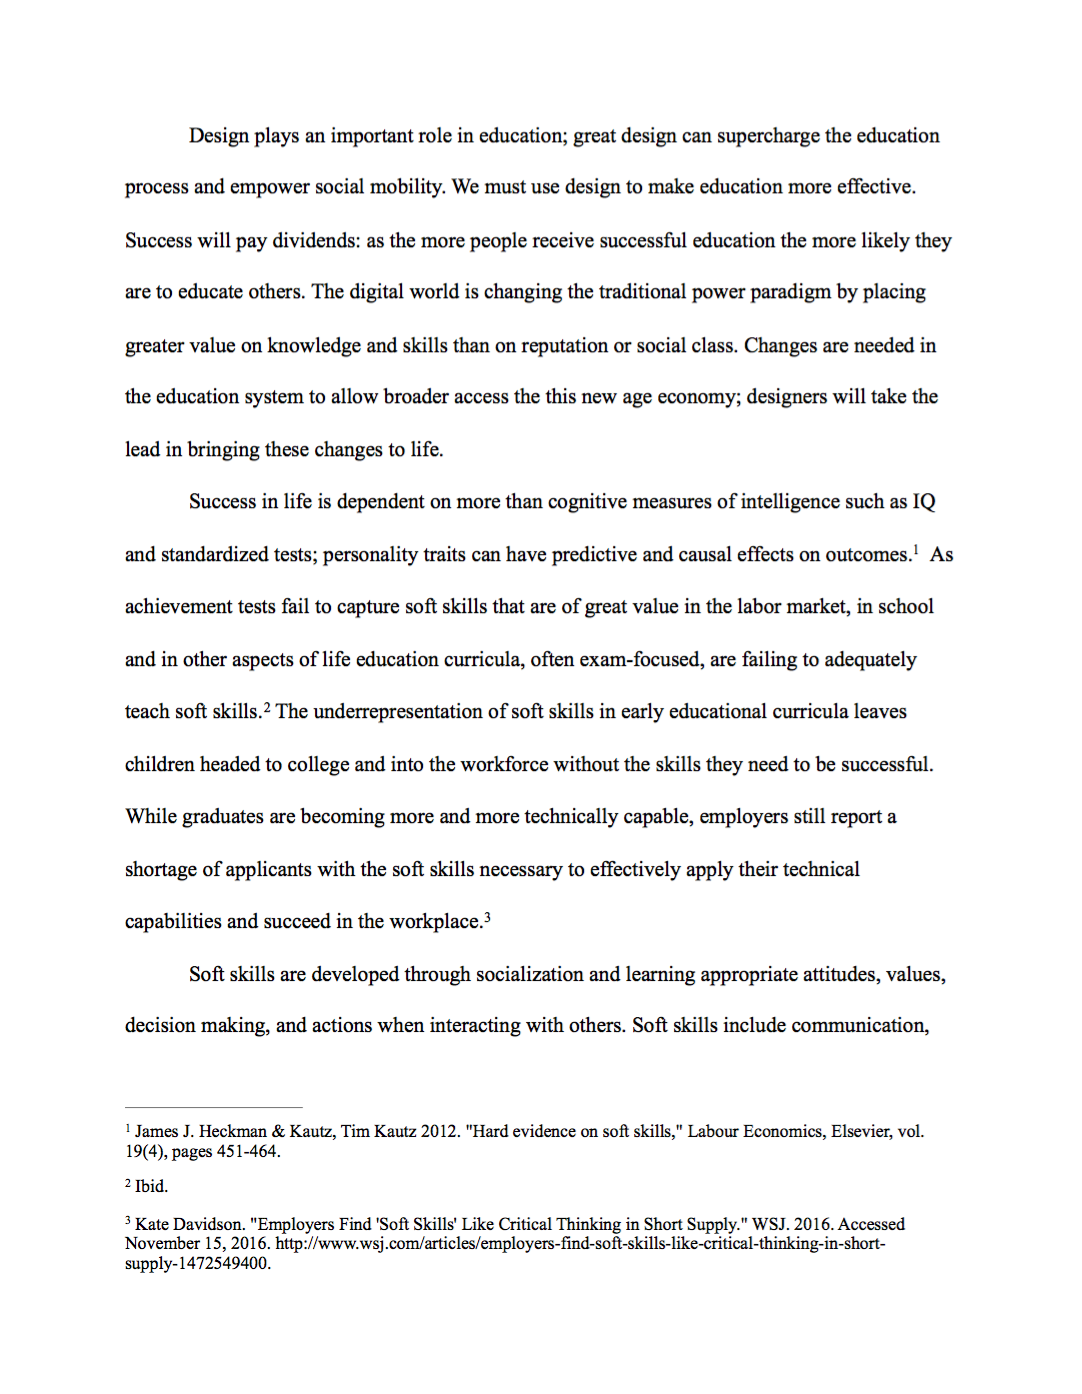 Design plays an important role in education; great design can supercharge the education
process and empower social mobility. We must use design to make education more effective.
Success will pay dividends: as the more people receive successful education the more likely they
are to educate others. The digital world is changing the traditional power paradigm by placing
greater value on knowledge and skills than on reputation or social class. Changes are needed in
the education system to allow broader access the this new age economy; designers will take the
lead in bringing these changes to life.
Success in life is dependent on more than cognitive measures of intelligence such as IQ
and standardized tests; personality traits can have predictive and causal effects on outcomes.¹ As
achievement tests fail to capture soft skills that are of great value in the labor market, in school
and in other aspects of life education curricula, often exam-focused, are failing to adequately
teach soft skills.² The underrepresentation of soft skills in early educational curricula leaves
children headed to college and into the workforce without the skills they need to be successful.
While graduates are becoming more and more technically capable, employers still report a
shortage of applicants with the soft skills necessary to effectively apply their technical
capabilities and succeed in the workplace.³
Soft skills are developed through socialization and learning appropriate attitudes, values,
decision making, and actions when interacting with others. Soft skills include communication,
¹ James J. Heckman & Kautz, Tim Kautz 2012. "Hard evidence on soft skills," Labour Economics, Elsevier, vol.
19(4), pages 451-464.
² Ibid.
³ Kate Davidson. "Employers Find 'Soft Skills' Like Critical Thinking in Short Supply." WSJ. 2016. Accessed
November 15, 2016. http://www.wsj.com/articles/employers-find-soft-skills-like-critical-thinking-in-short-
supply-1472549400.